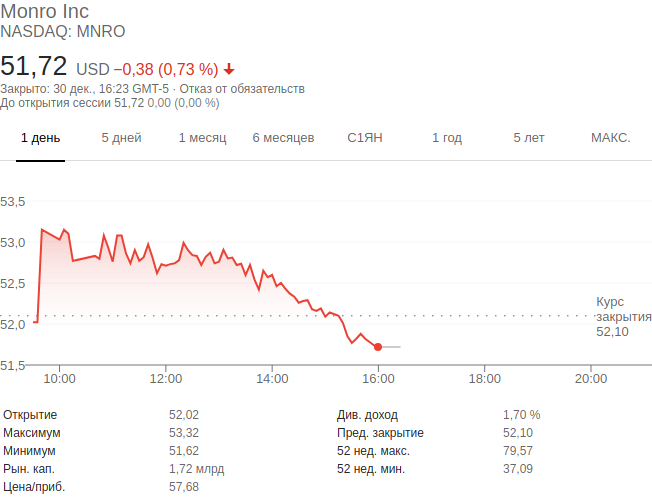 Monro Inc
NASDAQ: MNRO
51,72 USD −0,38 (0,73 %)
Закрыто: 30 дек., 16:23 GMT-5 · Отказ от обязательств
До открытия сессии 51,72 0,00 (0,00 %)
1 день 5 дней 1 месяц 6 месяцев С1ЯН 1 год 5 лет МАКС.
53,5
53,0
52,5
52,0
51,5
Курс
закрытия
52,10
10:00 12:00 14:00 16:00 18:00 20:00
Открытие 52,02 Див. доход 1,70 %
Максимум 53,32 Пред. закрытие 52,10
Минимум 51,62 52 нед. макс. 79,57
Рын. кап. 1,72 млрд 52 нед. мин. 37,09
Цена/приб. 57,68